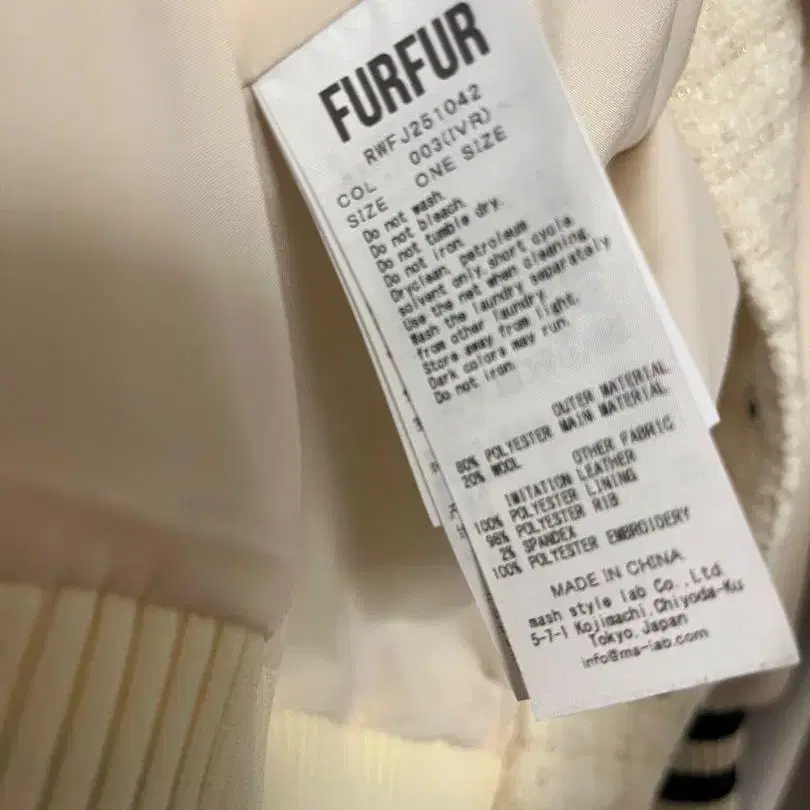 FURFUR
RWFJ251042
COL 003(IVR)
SIZE ONE SIZE
Do not wash.
Do not bleach.
Do not tumble dry.
Do not iron.
Dryclean, petroleum
solvent only,short cycle.
Use the net when cleaning.
Wash the laundry separately
from other laundry.
Store away from light.
Dark colors may run.
Do not iron
OUTER MATERIAL
80% POLYESTER MAIN MATERIAL
20% WOOL
OTHER FABRIC
IMITATION LEATHER
100% POLYESTER LINING
98% POLYESTER RIB
2% SPANDEX
100% POLYESTER EMBROIDERY
MADE IN CHINA
mash style lab Co.,Ltd
5-7-1 Kojimachi,Chiyoda-Ku
Tokyo,Japan
info@ms-lab.com